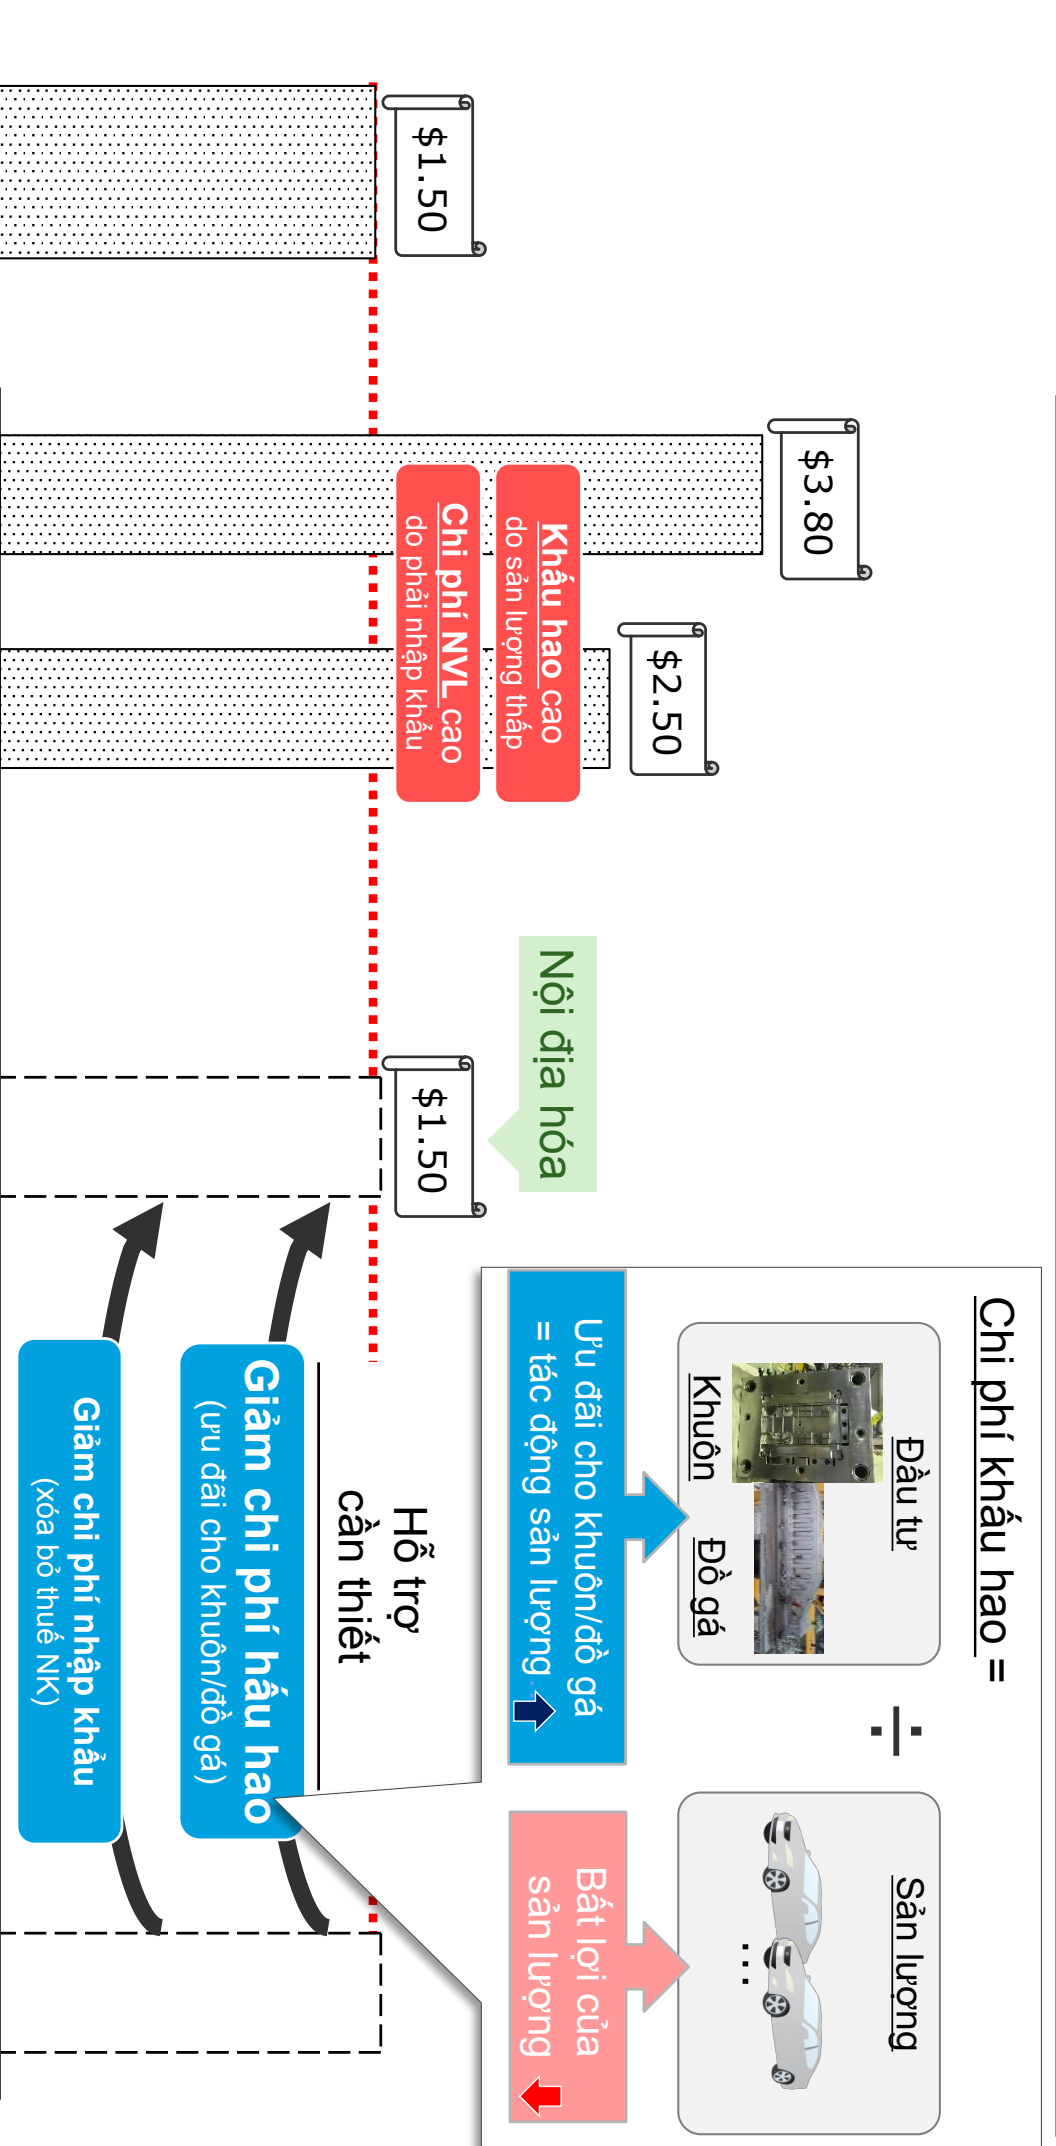 Chi phí khấu hao =
Đầu tư
Khuôn
Đồ gá
÷
Sản lượng
...
Ưu đãi cho khuôn/đồ gá
= tác động sản lượng
Bất lợi của
sản lượng
$1.50
$3.80
$2.50
Khấu hao cao
do sản lượng thấp
Chi phí NVL cao
do phải nhập khẩu
Nội địa hóa
$1.50
Hỗ trợ
cần thiết
Giảm chi phí hấu hao
(ưu đãi cho khuôn/đồ gá)
Giảm chi phí nhập khẩu
(xóa bỏ thuế NK)